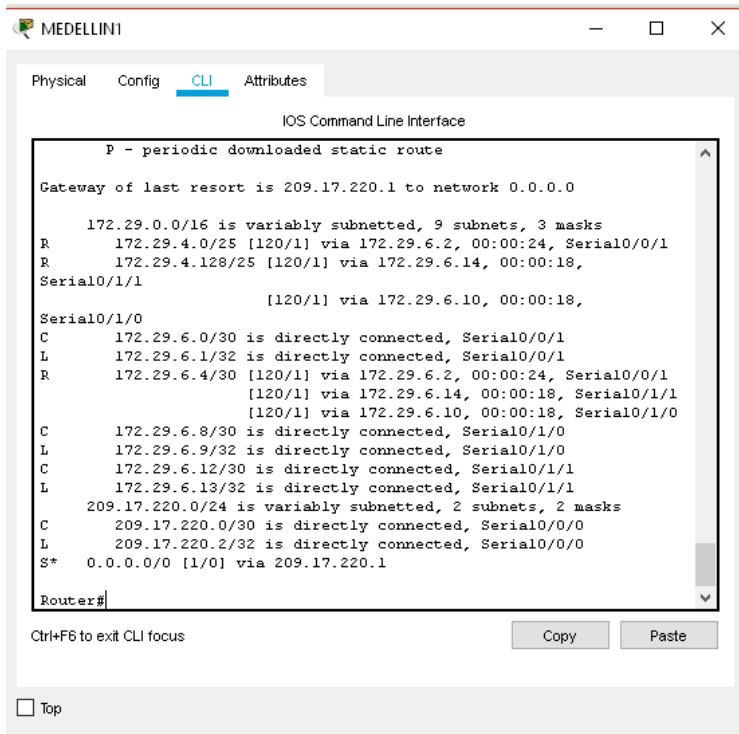 MEDELLIN1
Physical Config CLI Attributes
IOS Command Line Interface
P - periodic downloaded static route
Gateway of last resort is 209.17.220.1 to network 0.0.0.0
172.29.0.0/16 is variably subnetted, 9 subnets, 3 masks
R 172.29.4.0/25 [120/1] via 172.29.6.2, 00:00:24, Serial0/0/1
R 172.29.4.128/25 [120/1] via 172.29.6.14, 00:00:18,
Serial0/1/1
[120/1] via 172.29.6.10, 00:00:18,
Serial0/1/0
C 172.29.6.0/30 is directly connected, Serial0/0/1
L 172.29.6.1/32 is directly connected, Serial0/0/1
R 172.29.6.4/30 [120/1] via 172.29.6.2, 00:00:24, Serial0/0/1
[120/1] via 172.29.6.14, 00:00:18, Serial0/1/1
[120/1] via 172.29.6.10, 00:00:18, Serial0/1/0
C 172.29.6.8/30 is directly connected, Serial0/1/0
L 172.29.6.9/32 is directly connected, Serial0/1/0
C 172.29.6.12/30 is directly connected, Serial0/1/1
L 172.29.6.13/32 is directly connected, Serial0/1/1
209.17.220.0/24 is variably subnetted, 2 subnets, 2 masks
C 209.17.220.0/30 is directly connected, Serial0/0/0
L 209.17.220.2/32 is directly connected, Serial0/0/0
S* 0.0.0.0/0 [1/0] via 209.17.220.1
Router#
Ctrl+F6 to exit CLI focus Copy Paste
Top